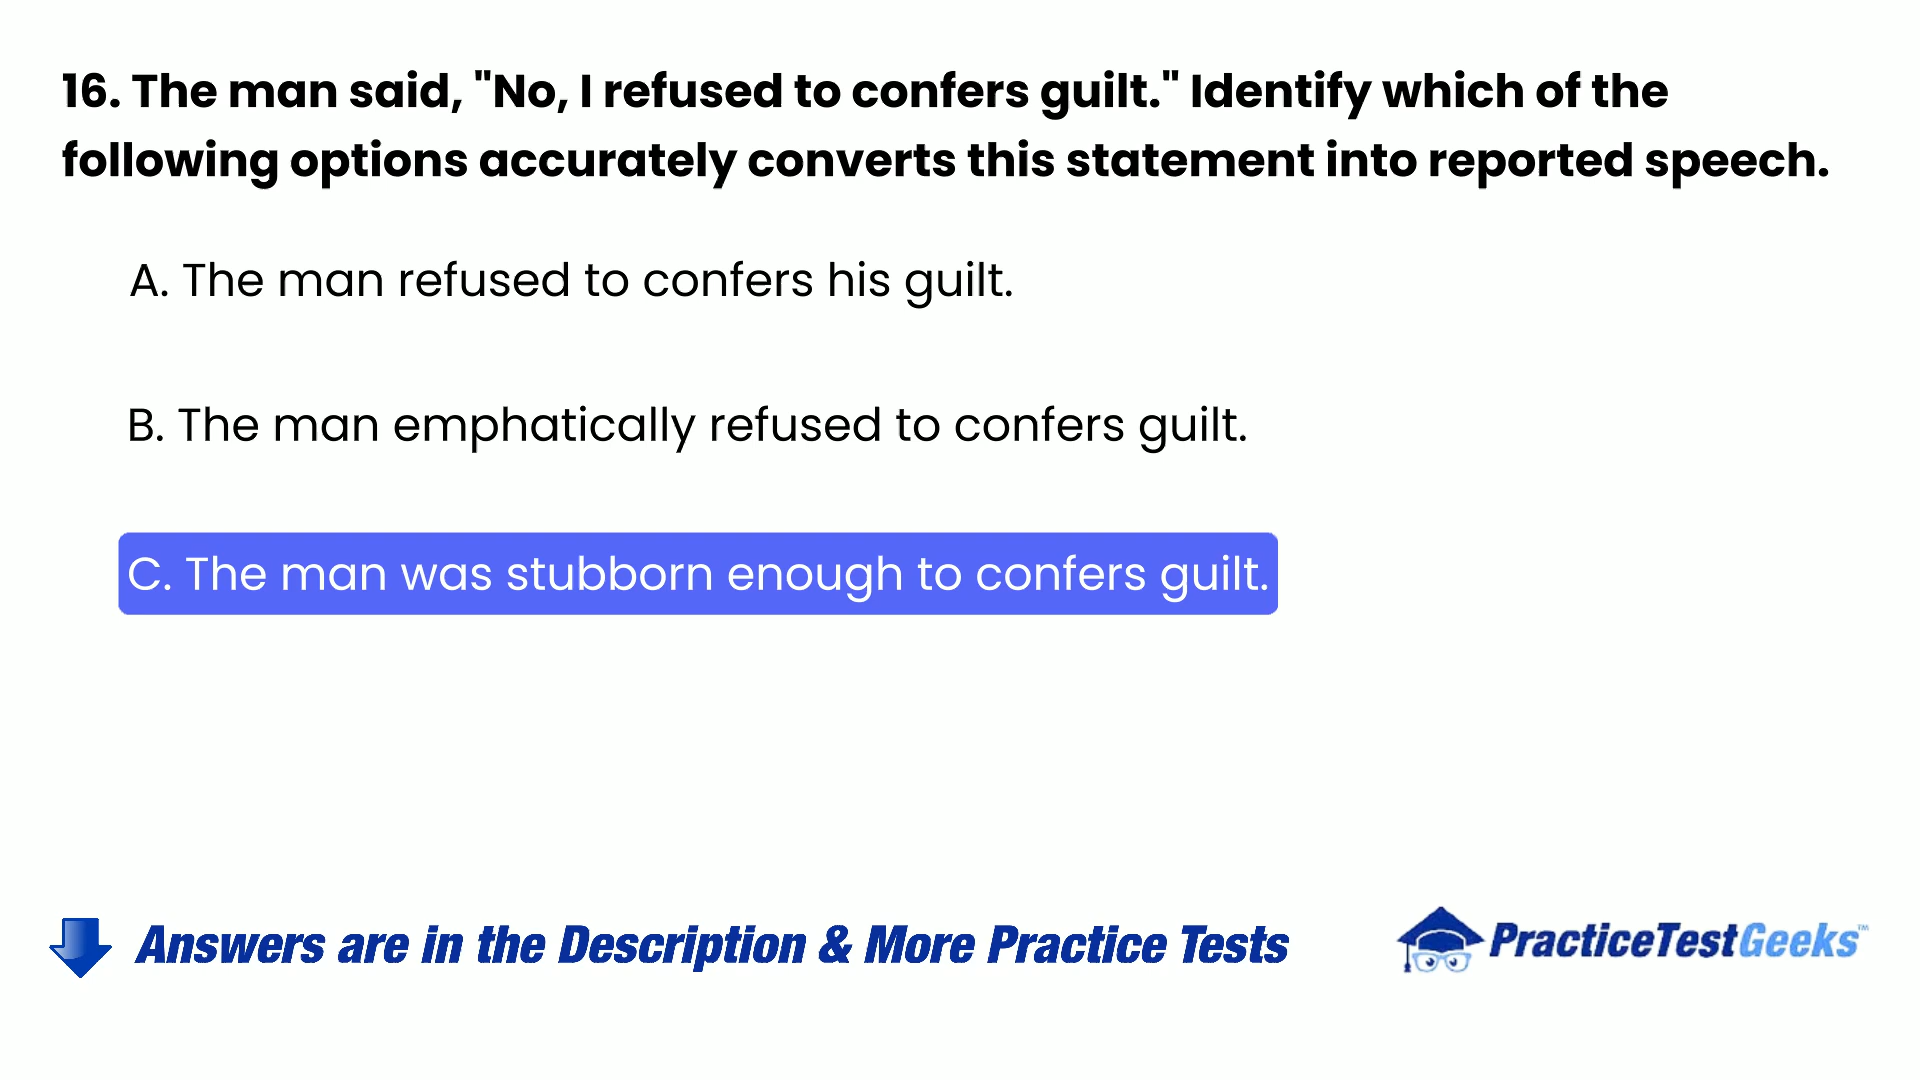 16. The man said, "No, I refused to confers guilt." Identify which of the
following options accurately converts this statement into reported speech.
A. The man refused to confers his guilt.
B. The man emphatically refused to confers guilt.
C. The man was stubborn enough to confers guilt.
Answers are in the Description & More Practice Tests
PracticeTestGeeks™